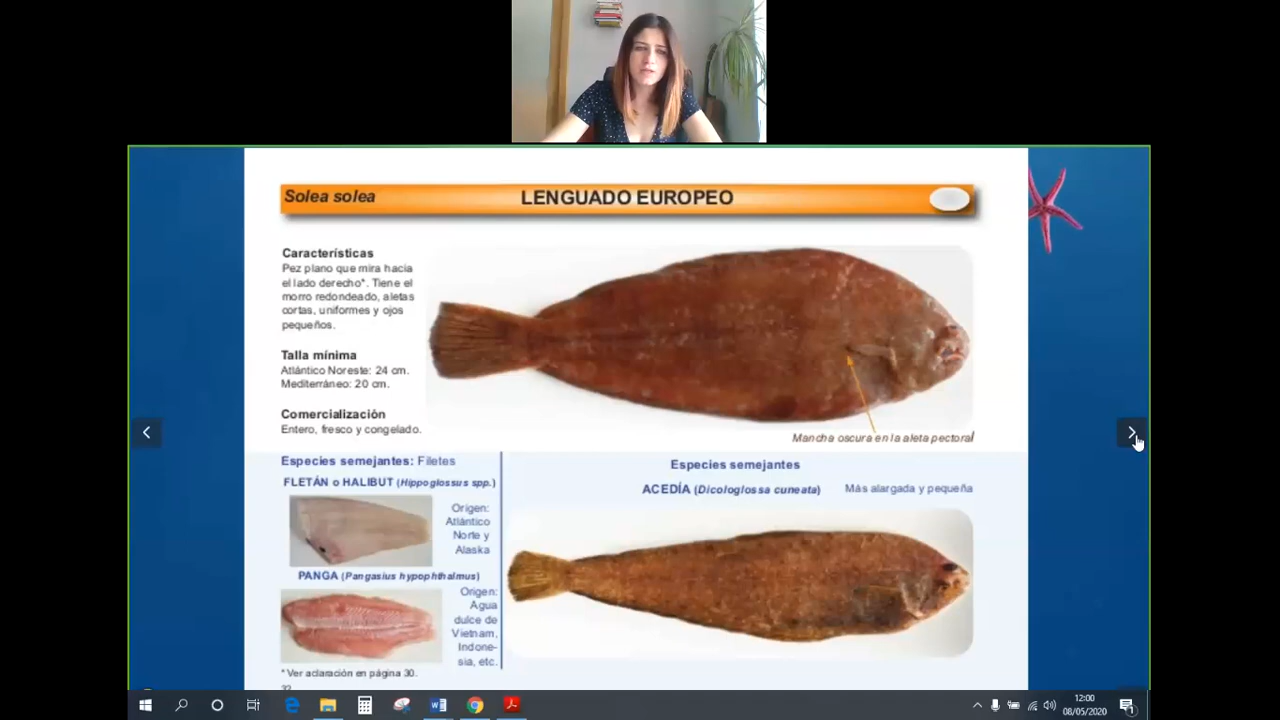 Solea solea
LENGUADO EUROPEO
Características
Pez plano que mira hacia
el lado derecho*. Tiene el
morro redondeado, aletas
cortas, uniformes y ojos
pequeños.
Talla mínima
Atlántico Noreste: 24 cm.
Mediterráneo: 20 cm.
Comercialización
Entero, fresco y congelado.
Mancha oscura en la aleta pectoral
Especies semejantes: Filetes
FLETÁN o HALIBUT (Hippoglossus spp.)
Origen:
Atlántico
Norte y
Alaska
PANGA (Pangasius hypophthalmus)
Origen:
Agua
dulce de
Vietnam,
Indone-
sia, etc.
* Ver aclaración en página 30.
32
Especies semejantes
ACEDÍA (Dicologlossa cuneata)
Más alargada y pequeña
12:00
08/05/2020